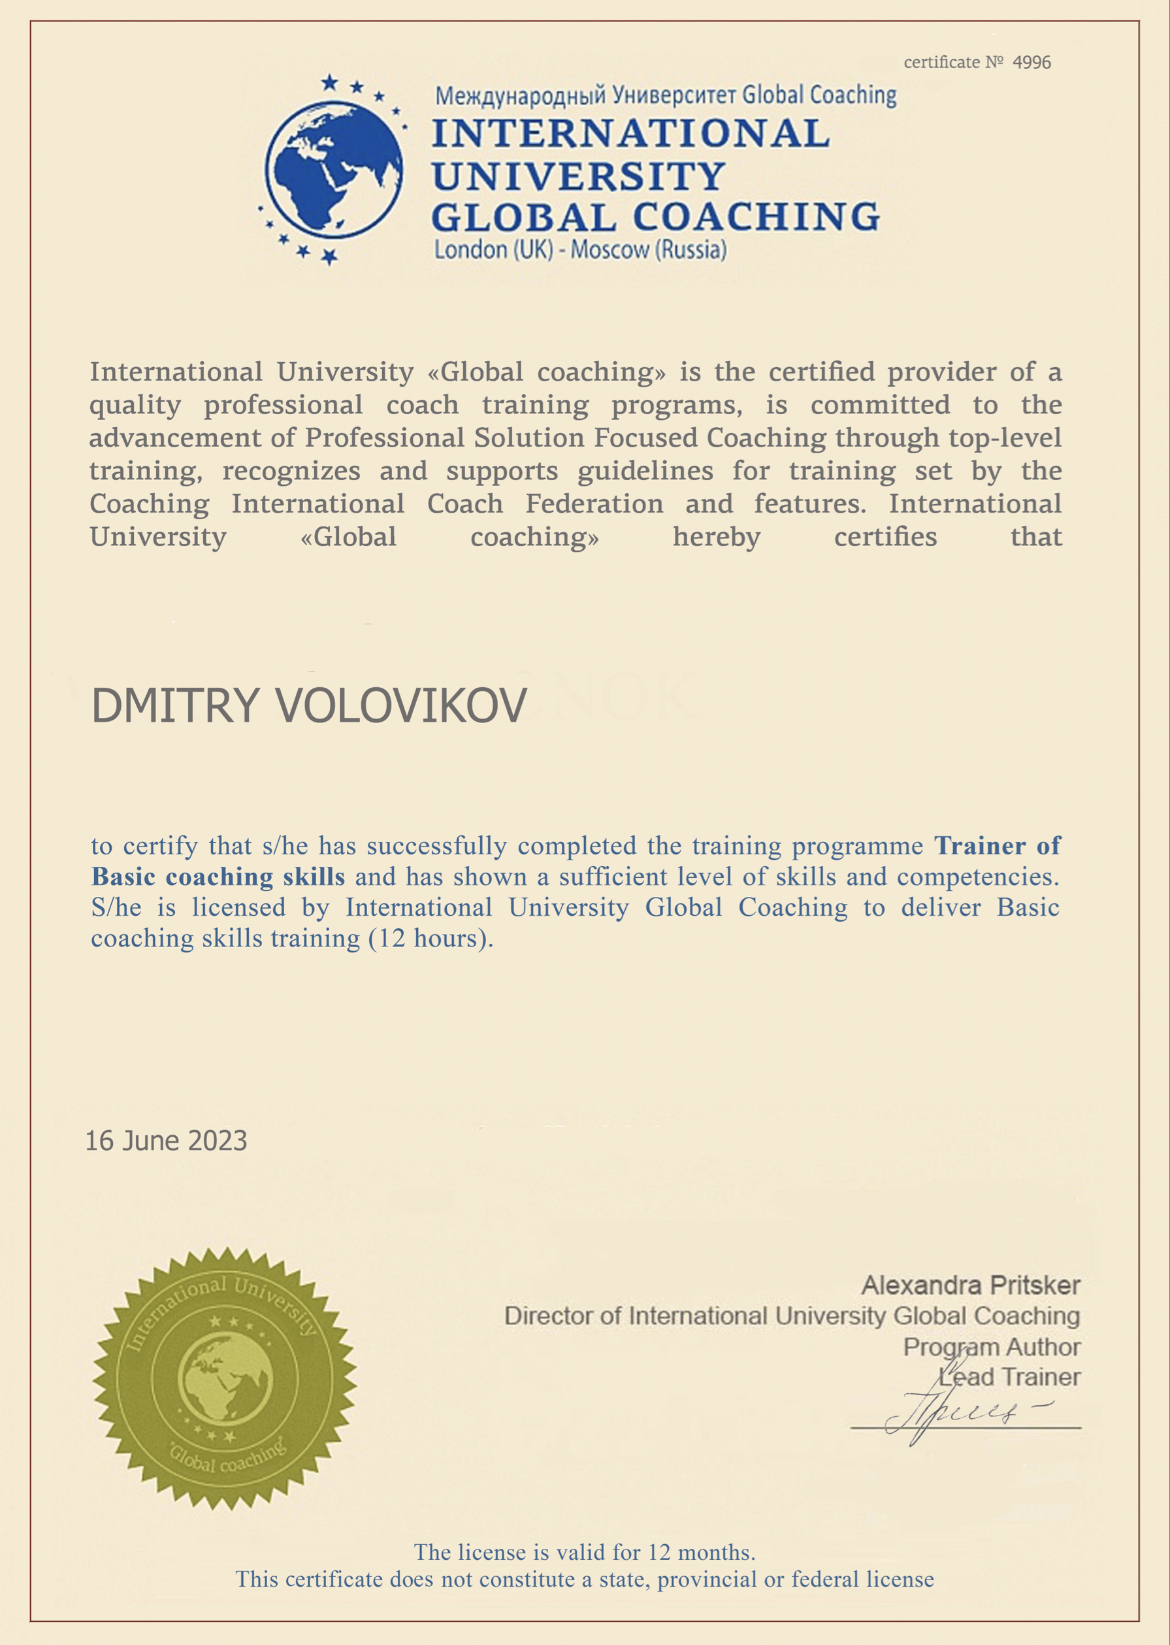 certificate № 4996
Международный Университет Global Coaching
INTERNATIONAL
UNIVERSITY
GLOBAL COACHING
London (UK) - Moscow (Russia)
International University «Global coaching» is the certified provider of a
quality professional coach training programs, is committed to the
advancement of Professional Solution Focused Coaching through top-level
training, recognizes and supports guidelines for training set by the
Coaching International Coach Federation and features. International
University «Global coaching» hereby certifies that
DMITRY VOLOVIKOV
to certify that s/he has successfully completed the training programme Trainer of
Basic coaching skills and has shown a sufficient level of skills and competencies.
S/he is licensed by International University Global Coaching to deliver Basic
coaching skills training (12 hours).
16 June 2023
International University
"Global coaching"
Alexandra Pritsker
Director of International University Global Coaching
Program Author
Lead Trainer
The license is valid for 12 months.
This certificate does not constitute a state, provincial or federal license